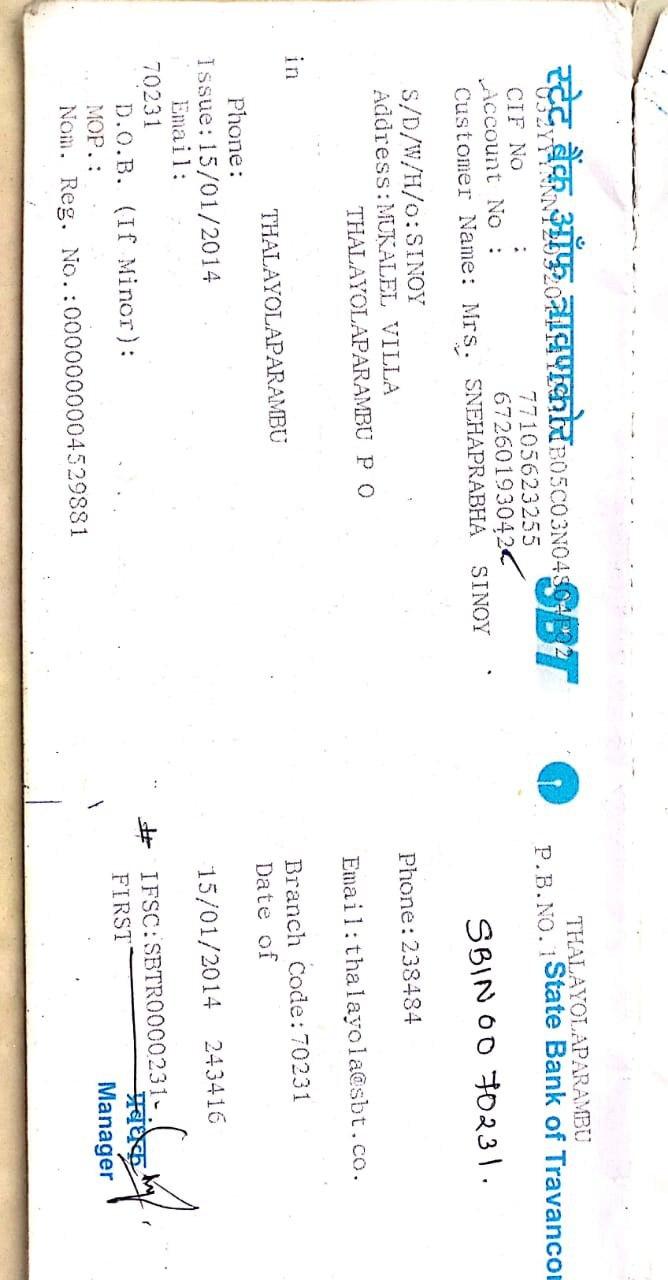 THALAYOLAPARAMBU
स्टेट बैंक ऑफ त्रावणकोर SBT P.B.NO. 1 State Bank of Travancor
CIF No : 77105623255
Account No : 67260193042
Customer Name: Mrs. SNEHAPRABHA SINOY
SBIN00 70231.
S/D/W/H/o:SINOY Phone:238484
Address:MUKALEL VILLA
THALAYOLAPARAMBU P O Email:thalayola@sbt.co.
in
Branch Code:70231
THALAYOLAPARAMBU Date of
Phone:
Issue:15/01/2014 15/01/2014 243416
Email:
70231 # IFSC:SBTR0000231
D.O.B. (If Minor): FIRST
प्रबंधक
MOP.: Manager
Nom. Reg. No.:0000000004529881